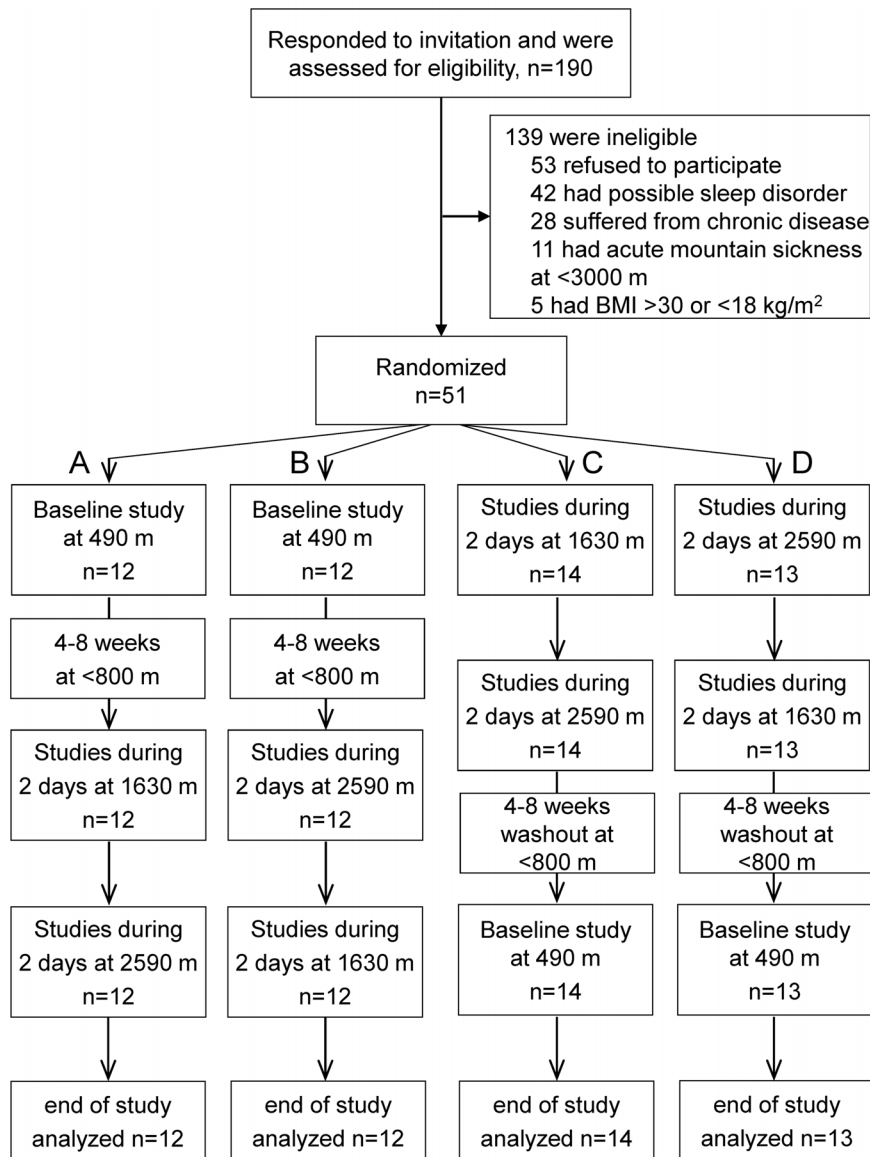 Responded to invitation and were
assessed for eligibility, n=190
139 were ineligible
53 refused to participate
42 had possible sleep disorder
28 suffered from chronic disease
11 had acute mountain sickness
at <3000 m
5 had BMI >30 or <18 kg/m²
Randomized
n=51
A
Baseline study
at 490 m
n=12
4-8 weeks
at <800 m
Studies during
2 days at 1630 m
n=12
Studies during
2 days at 2590 m
n=12
end of study
analyzed n=12
B
Baseline study
at 490 m
n=12
4-8 weeks
at <800 m
Studies during
2 days at 2590 m
n=12
Studies during
2 days at 1630 m
n=12
end of study
analyzed n=12
C
Studies during
2 days at 1630 m
n=14
Studies during
2 days at 2590 m
n=14
4-8 weeks
washout at
<800 m
Baseline study
at 490 m
n=14
end of study
analyzed n=14
D
Studies during
2 days at 2590 m
n=13
Studies during
2 days at 1630 m
n=13
4-8 weeks
washout at
<800 m
Baseline study
at 490 m
n=13
end of study
analyzed n=13